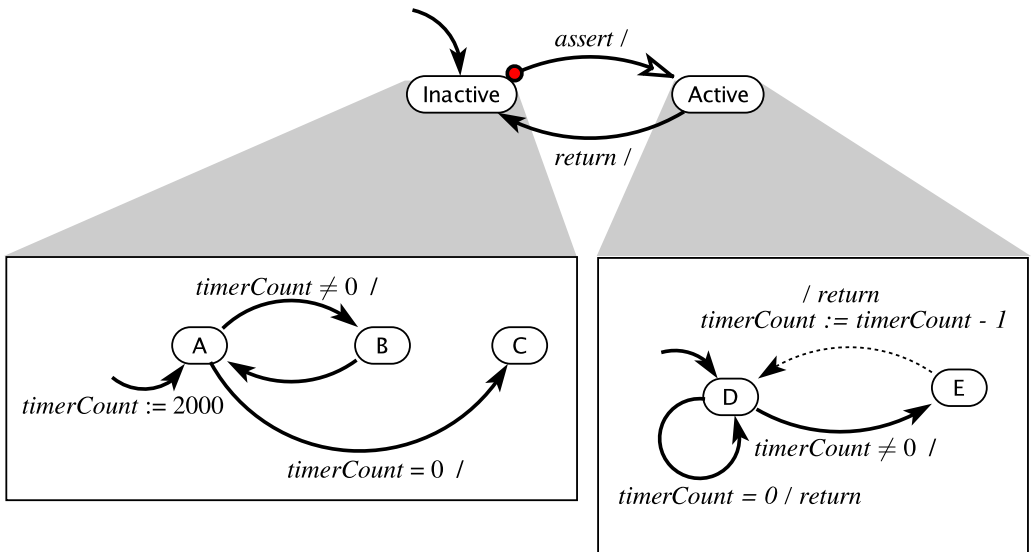 assert /
Inactive
Active
return /
timerCount ≠ 0 /
A
B
C
timerCount := 2000
timerCount = 0 /
/ return
timerCount := timerCount - 1
D
E
timerCount ≠ 0 /
timerCount = 0 / return